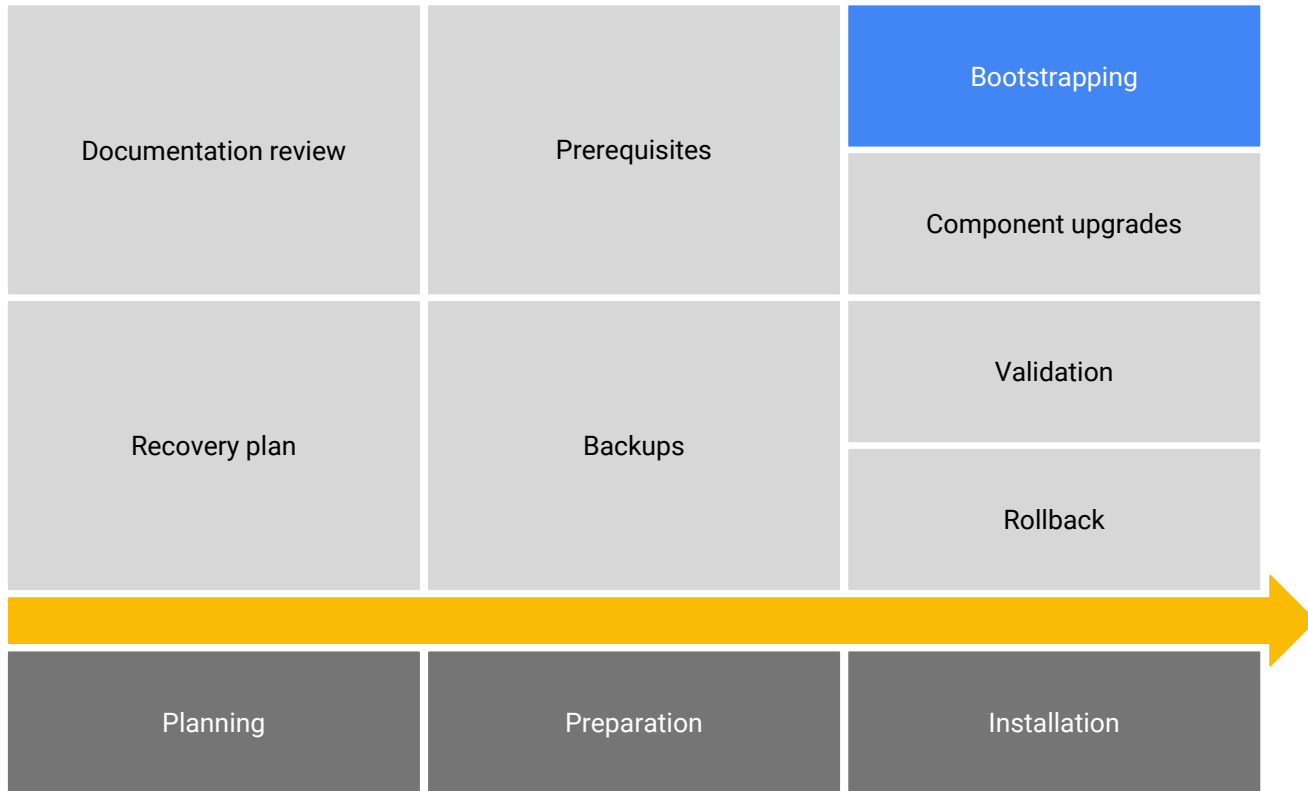 Documentation review
Prerequisites
Bootstrapping
Component upgrades
Recovery plan
Backups
Validation
Rollback
Planning
Preparation
Installation